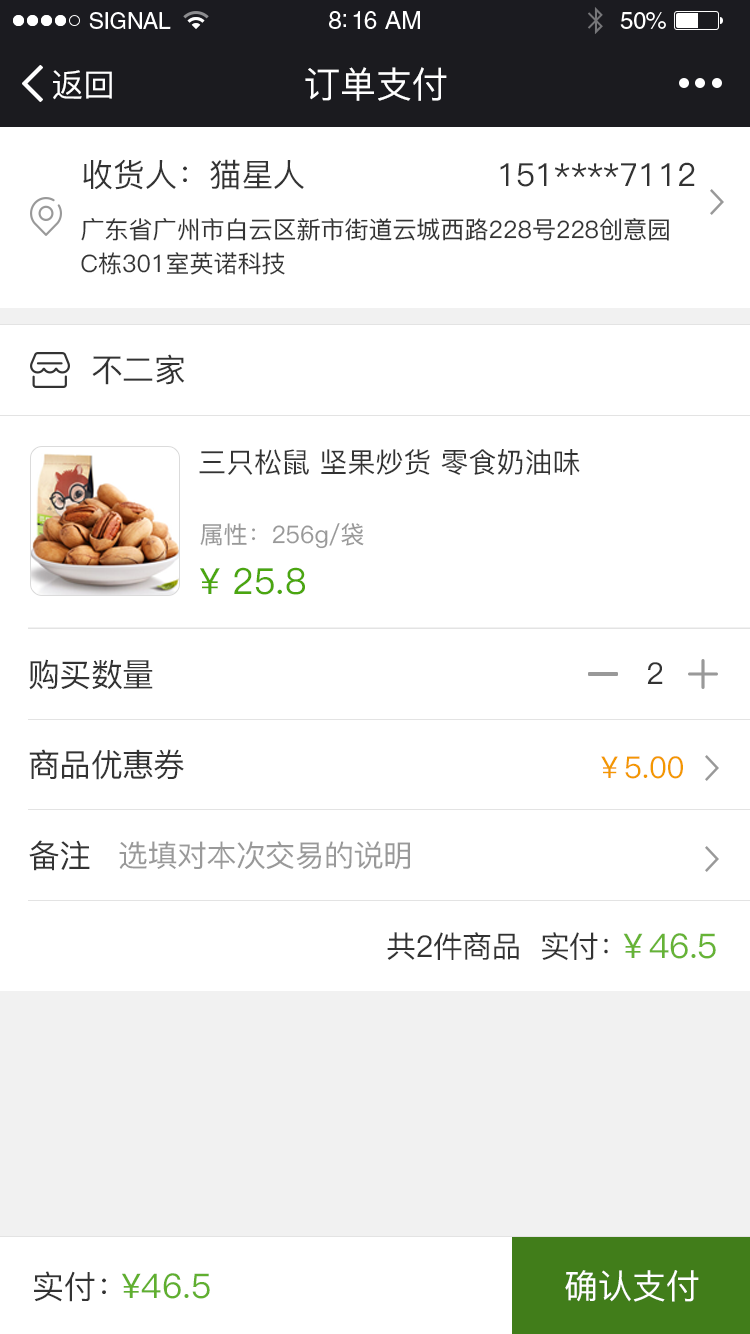 SIGNAL 8:16 AM 50%
返回 订单支付
收货人：猫星人 151****7112
广东省广州市白云区新市街道云城西路228号228创意园
C栋301室英诺科技
不二家
三只松鼠 坚果炒货 零食奶油味
属性：256g/袋
¥ 25.8
购买数量 2
商品优惠券 ¥5.00
备注 选填对本次交易的说明
共2件商品 实付：¥46.5
实付：¥46.5 确认支付